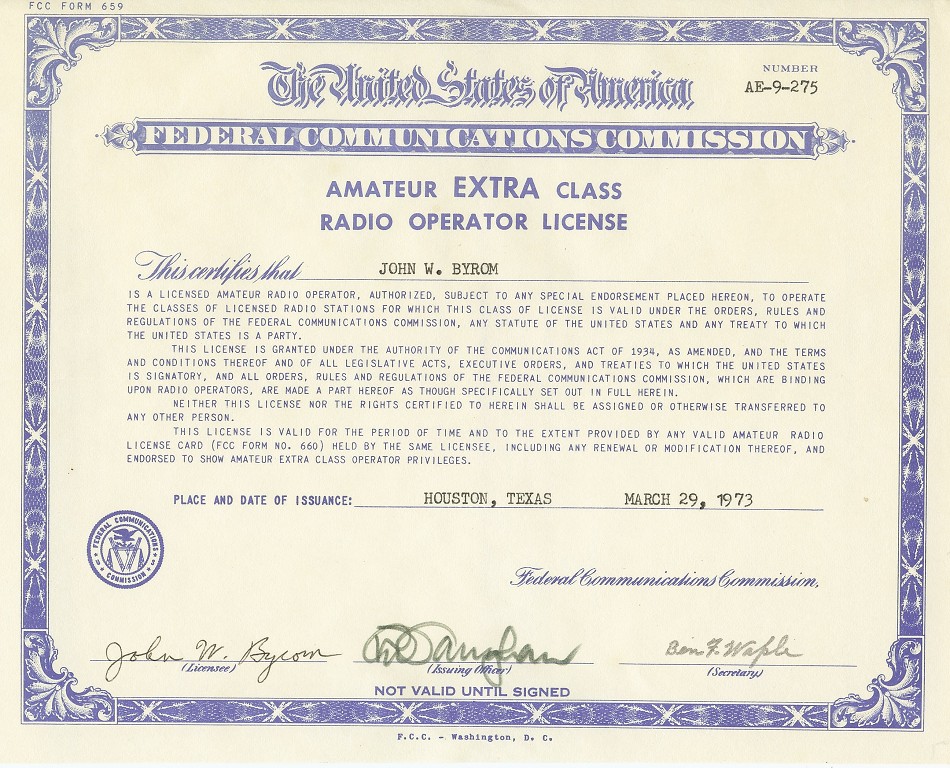 FCC FORM 659
The United States of America
NUMBER
AE-9-275
FEDERAL COMMUNICATIONS COMMISSION
AMATEUR EXTRA CLASS
RADIO OPERATOR LICENSE
This certifies that JOHN W. BYROM
IS A LICENSED AMATEUR RADIO OPERATOR, AUTHORIZED, SUBJECT TO ANY SPECIAL ENDORSEMENT PLACED HEREON, TO OPERATE
THE CLASSES OF LICENSED RADIO STATIONS FOR WHICH THIS CLASS OF LICENSE IS VALID UNDER THE ORDERS, RULES AND
REGULATIONS OF THE FEDERAL COMMUNICATIONS COMMISSION, ANY STATUTE OF THE UNITED STATES AND ANY TREATY TO WHICH
THE UNITED STATES IS A PARTY.
THIS LICENSE IS GRANTED UNDER THE AUTHORITY OF THE COMMUNICATIONS ACT OF 1934, AS AMENDED, AND THE TERMS
AND CONDITIONS THEREOF AND OF ALL LEGISLATIVE ACTS, EXECUTIVE ORDERS, AND TREATIES TO WHICH THE UNITED STATES
IS SIGNATORY, AND ALL ORDERS, RULES AND REGULATIONS OF THE FEDERAL COMMUNICATIONS COMMISSION, WHICH ARE BINDING
UPON RADIO OPERATORS, ARE MADE A PART HEREOF AS THOUGH SPECIFICALLY SET OUT IN FULL HEREIN.
NEITHER THIS LICENSE NOR THE RIGHTS CERTIFIED TO HEREIN SHALL BE ASSIGNED OR OTHERWISE TRANSFERRED TO
ANY OTHER PERSON.
THIS LICENSE IS VALID FOR THE PERIOD OF TIME AND TO THE EXTENT PROVIDED BY ANY VALID AMATEUR RADIO
LICENSE CARD (FCC FORM NO. 660) HELD BY THE SAME LICENSEE, INCLUDING ANY RENEWAL OR MODIFICATION THEREOF, AND
ENDORSED TO SHOW AMATEUR EXTRA CLASS OPERATOR PRIVILEGES.
PLACE AND DATE OF ISSUANCE: HOUSTON, TEXAS MARCH 29, 1973
FEDERAL COMMUNICATIONS
COMMISSION
Federal Communications Commission,
John W. Byrom
Ben F. Waple
(Licensee) (Issuing Officer) (Secretary)
NOT VALID UNTIL SIGNED
F.C.C. - Washington, D. C.